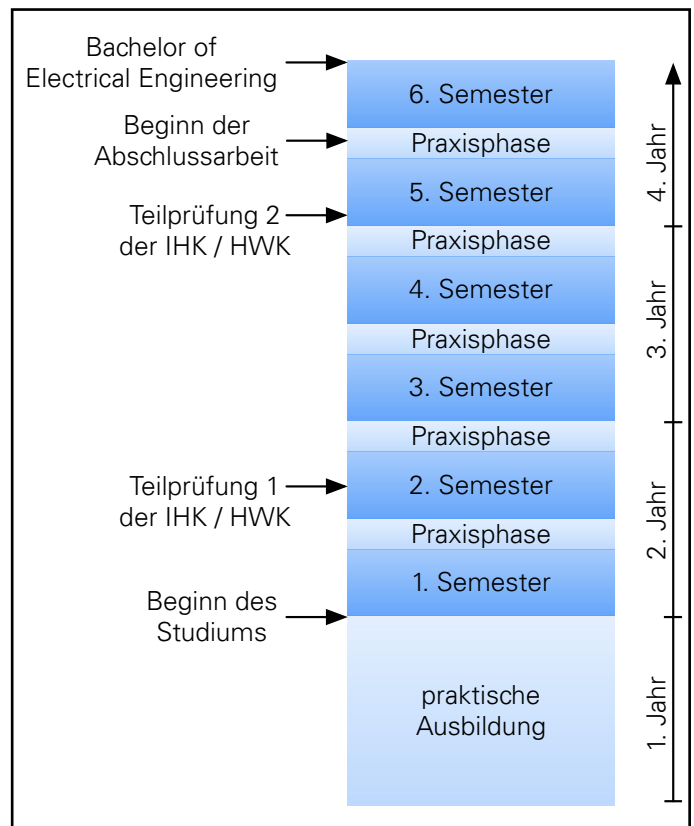 Bachelor of
Electrical Engineering
6. Semester
Beginn der
Abschlussarbeit
Praxisphase
5. Semester
4. Jahr
Teilprüfung 2
der IHK / HWK
Praxisphase
4. Semester
Praxisphase
3. Jahr
3. Semester
Praxisphase
Teilprüfung 1
der IHK / HWK
2. Semester
Praxisphase
2. Jahr
1. Semester
Beginn des
Studiums
praktische
Ausbildung
1. Jahr